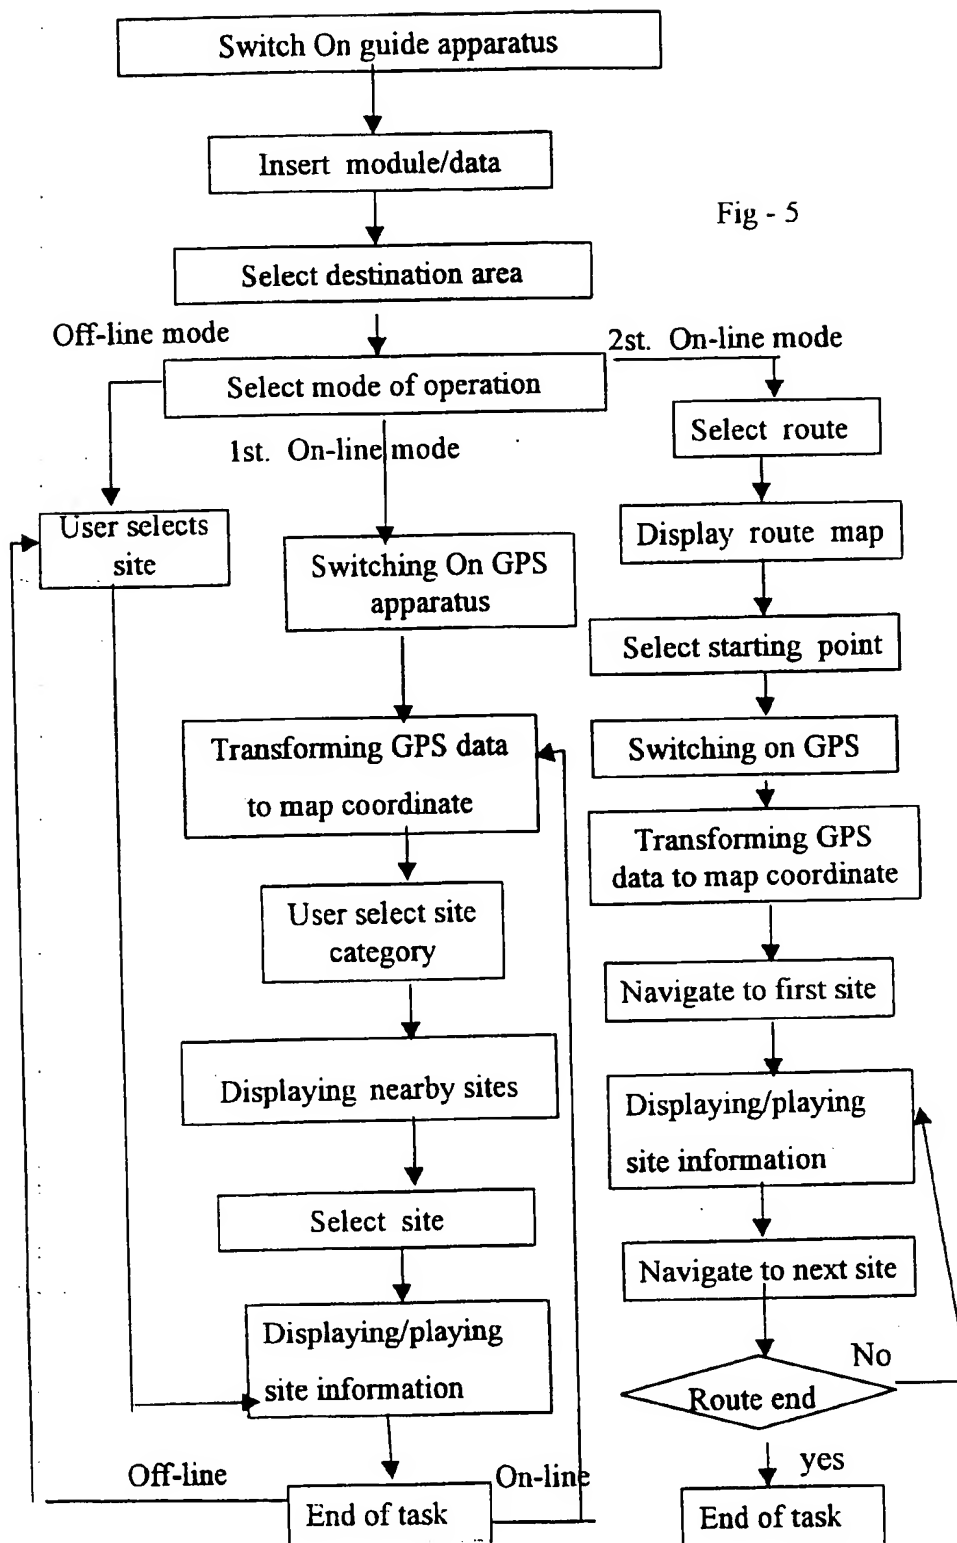 Switch On guide apparatus
Insert module/data
Fig - 5
Select destination area
Off-line mode
2st. On-line mode
Select mode of operation
Select route
1st. On-line mode
User selects
site
Display route map
Switching On GPS
apparatus
Select starting point
Transforming GPS data
to map coordinate
Switching on GPS
Transforming GPS
data to map coordinate
User select site
category
Navigate to first site
Displaying nearby sites
Displaying/playing
site information
Select site
Navigate to next site
Displaying/playing
site information
No
Route end
yes
Off-line
On-line
End of task
End of task